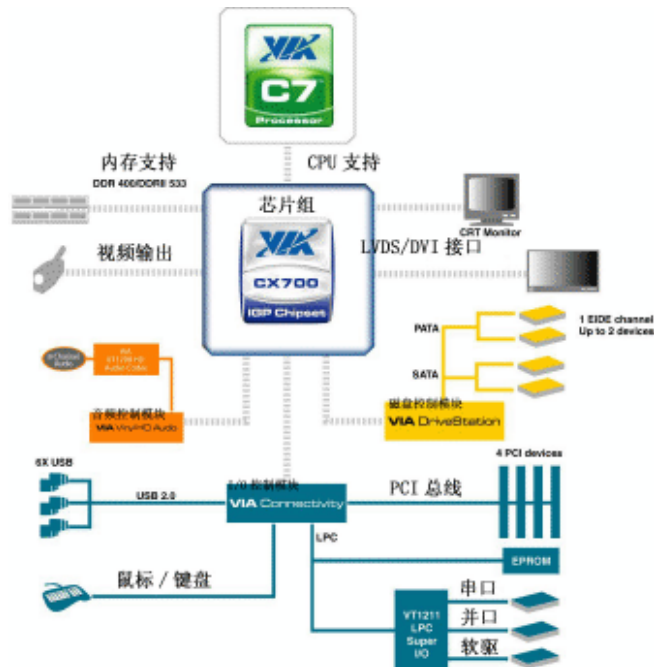 VIA
C7
Processor
内存支持
CPU 支持
DDR 400/DDRII 533
芯片组
CRT Monitor
视频输出
VIA
LVDS/DVI 接口
CX700
IGP Chipset
PATA
1 EIDE channel
Up to 2 devices
SATA
VIA
Audio Codec
音频控制模块
VIA Vinyl HD Audio
磁盘控制模块
VIA DriveStation
6X USB
4 PCI devices
I/O 控制模块
USB 2.0
VIA Connectivity
PCI 总线
LPC
EPROM
鼠标 / 键盘
串口
VT1211
LPC
Super
I/O
并口
软驱